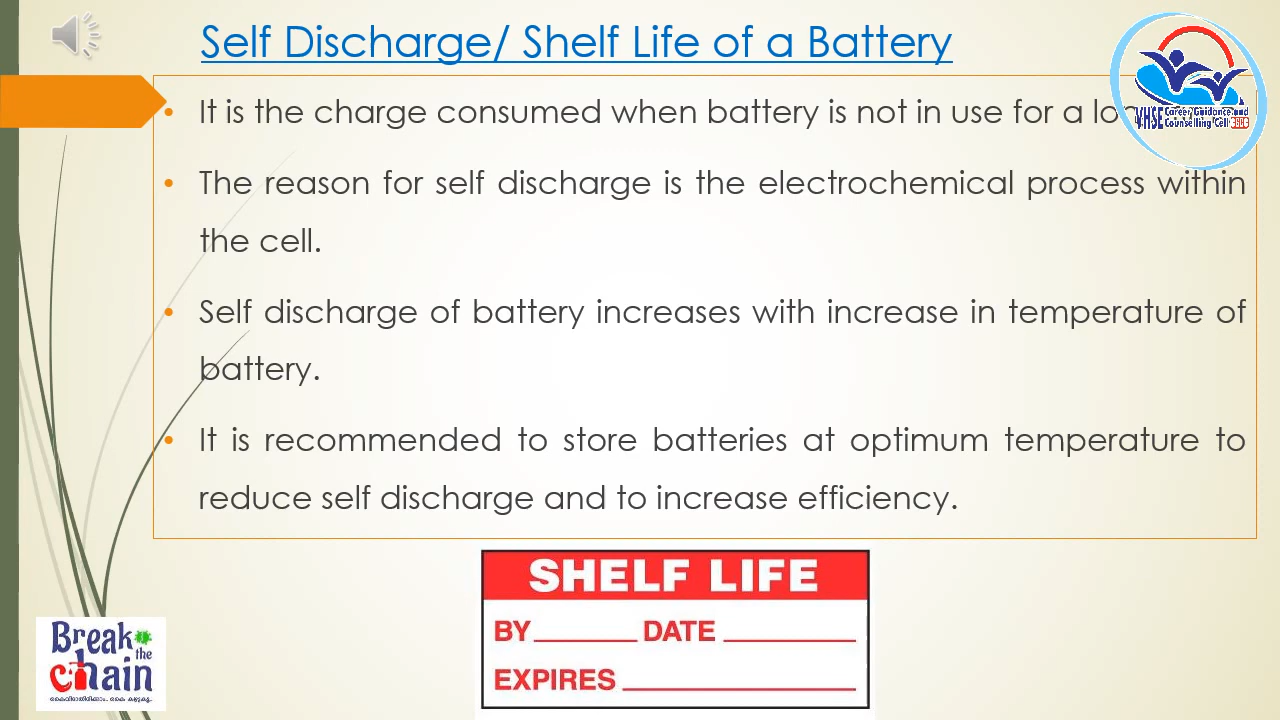 Self Discharge/ Shelf Life of a Battery
• It is the charge consumed when battery is not in use for a
VHSE Career Guidance and
Counselling Cell
• The reason for self discharge is the electrochemical process within
the cell.
• Self discharge of battery increases with increase in temperature of
battery.
• It is recommended to store batteries at optimum temperature to
reduce self discharge and to increase efficiency.
SHELF LIFE
BY DATE
EXPIRES
Break
the
chain